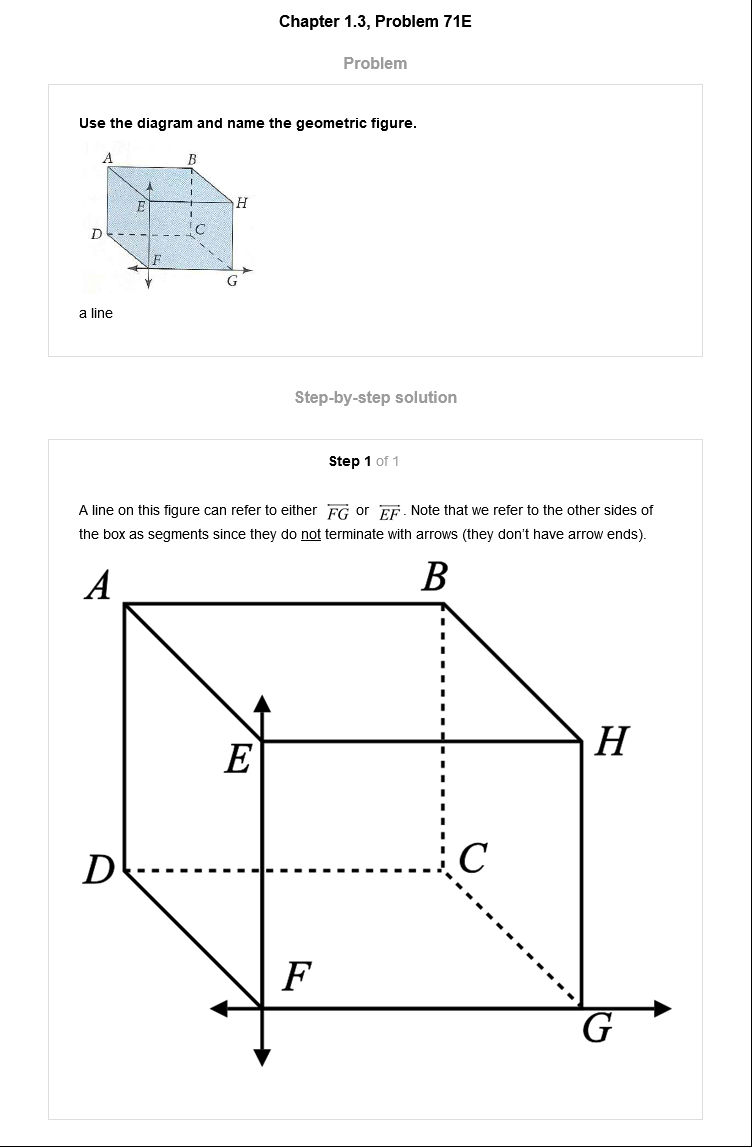 Chapter 1.3, Problem 71E
Problem
Use the diagram and name the geometric figure.
A B
E H
D C
F
G
a line
Step-by-step solution
Step 1 of 1
A line on this figure can refer to either FG or EF. Note that we refer to the other sides of
the box as segments since they do not terminate with arrows (they don't have arrow ends).
A B
E H
D C
F
G